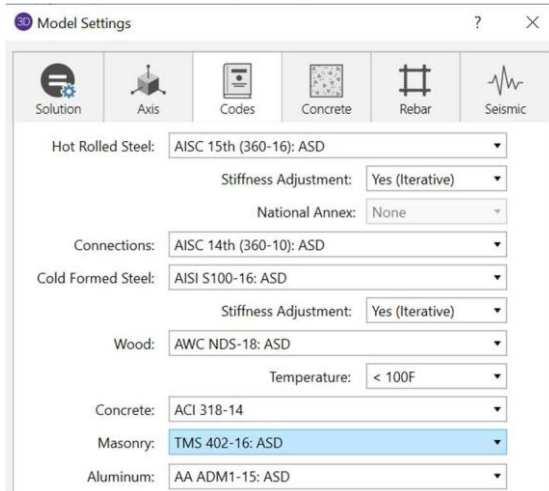 3D Model Settings ? ×
Solution Axis Codes Concrete Rebar Seismic
Hot Rolled Steel: AISC 15th (360-16): ASD
Stiffness Adjustment: Yes (Iterative)
National Annex: None
Connections: AISC 14th (360-10): ASD
Cold Formed Steel: AISI S100-16: ASD
Stiffness Adjustment: Yes (Iterative)
Wood: AWC NDS-18: ASD
Temperature: < 100F
Concrete: ACI 318-14
Masonry: TMS 402-16: ASD
Aluminum: AA ADM1-15: ASD